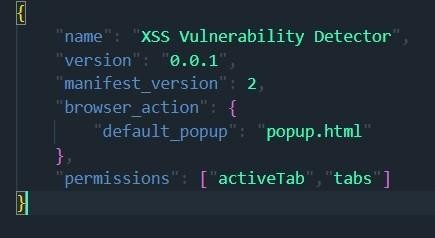 {
"name": "XSS Vulnerability Detector",
"version": "0.0.1",
"manifest_version": 2,
"browser_action": {
"default_popup": "popup.html"
},
"permissions": ["activeTab","tabs"]
}